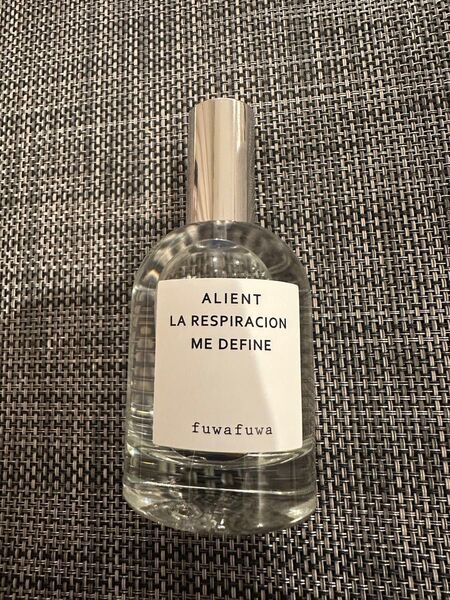 ALIENT
LA RESPIRACION
ME DEFINE
fuwafuwa